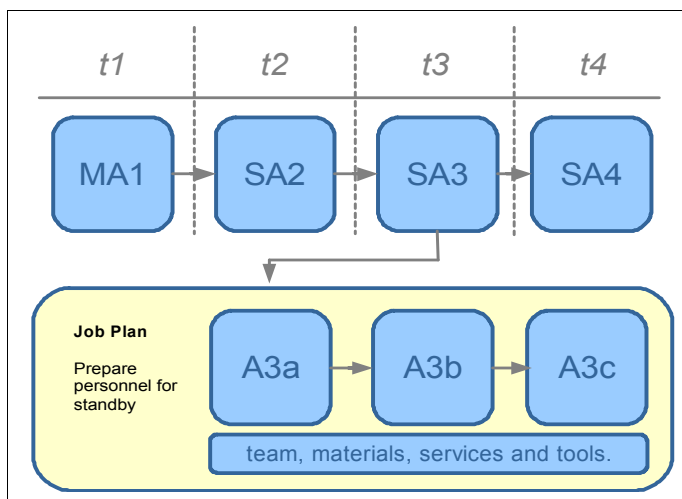 t1 t2 t3 t4
MA1 SA2 SA3 SA4
Job Plan
Prepare
personnel for
standby
A3a A3b A3c
team, materials, services and tools.